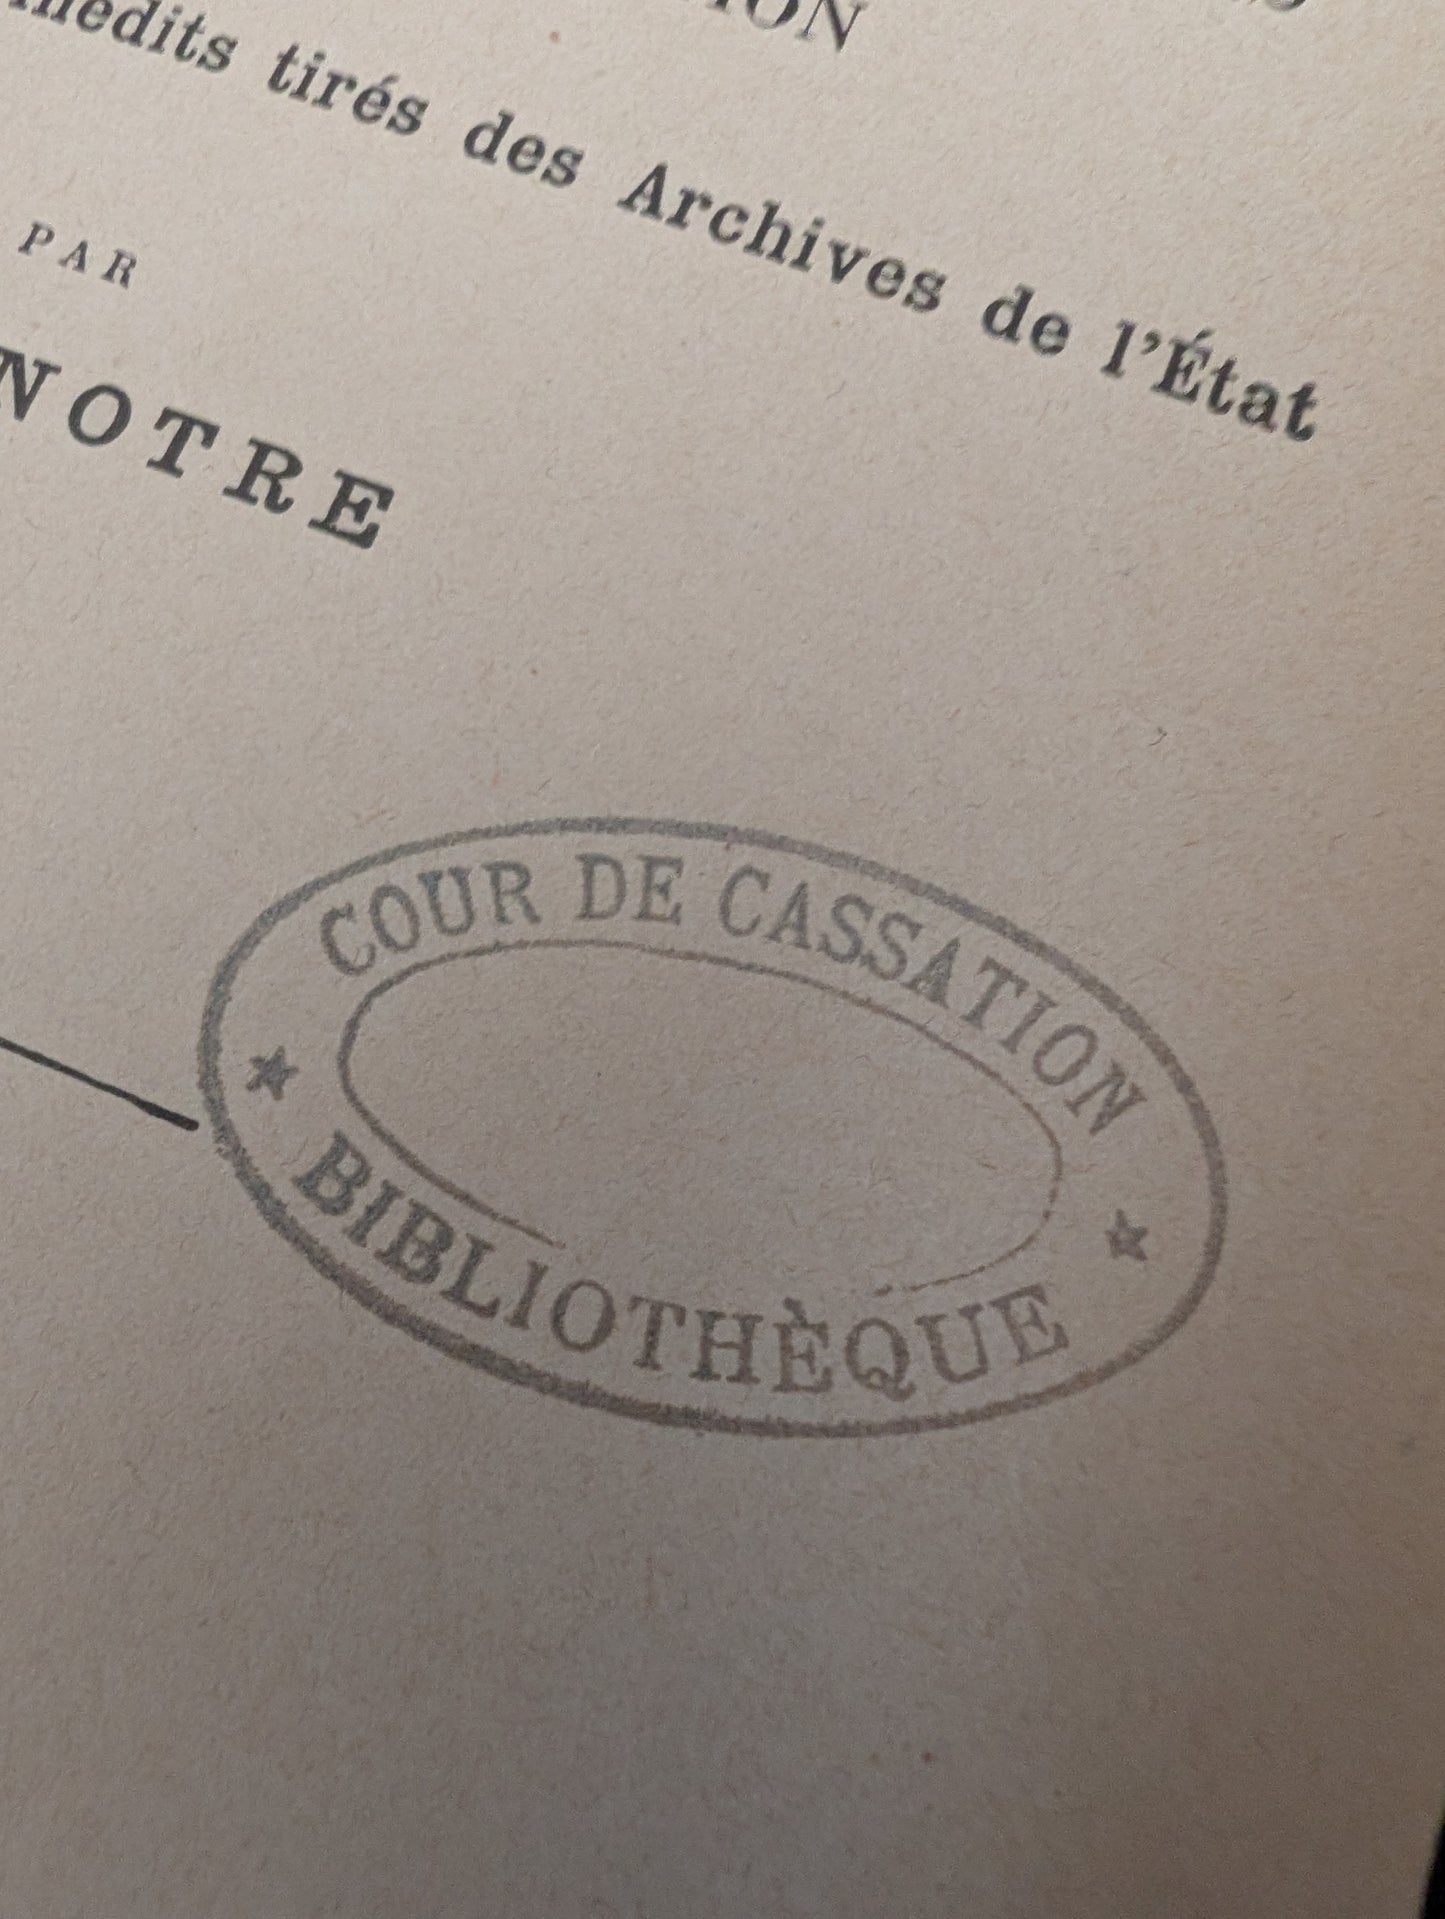 tirés des Archives de l'État
PAR
NOTRE
COUR DE CASSATION
BIBLIOTHÈQUE